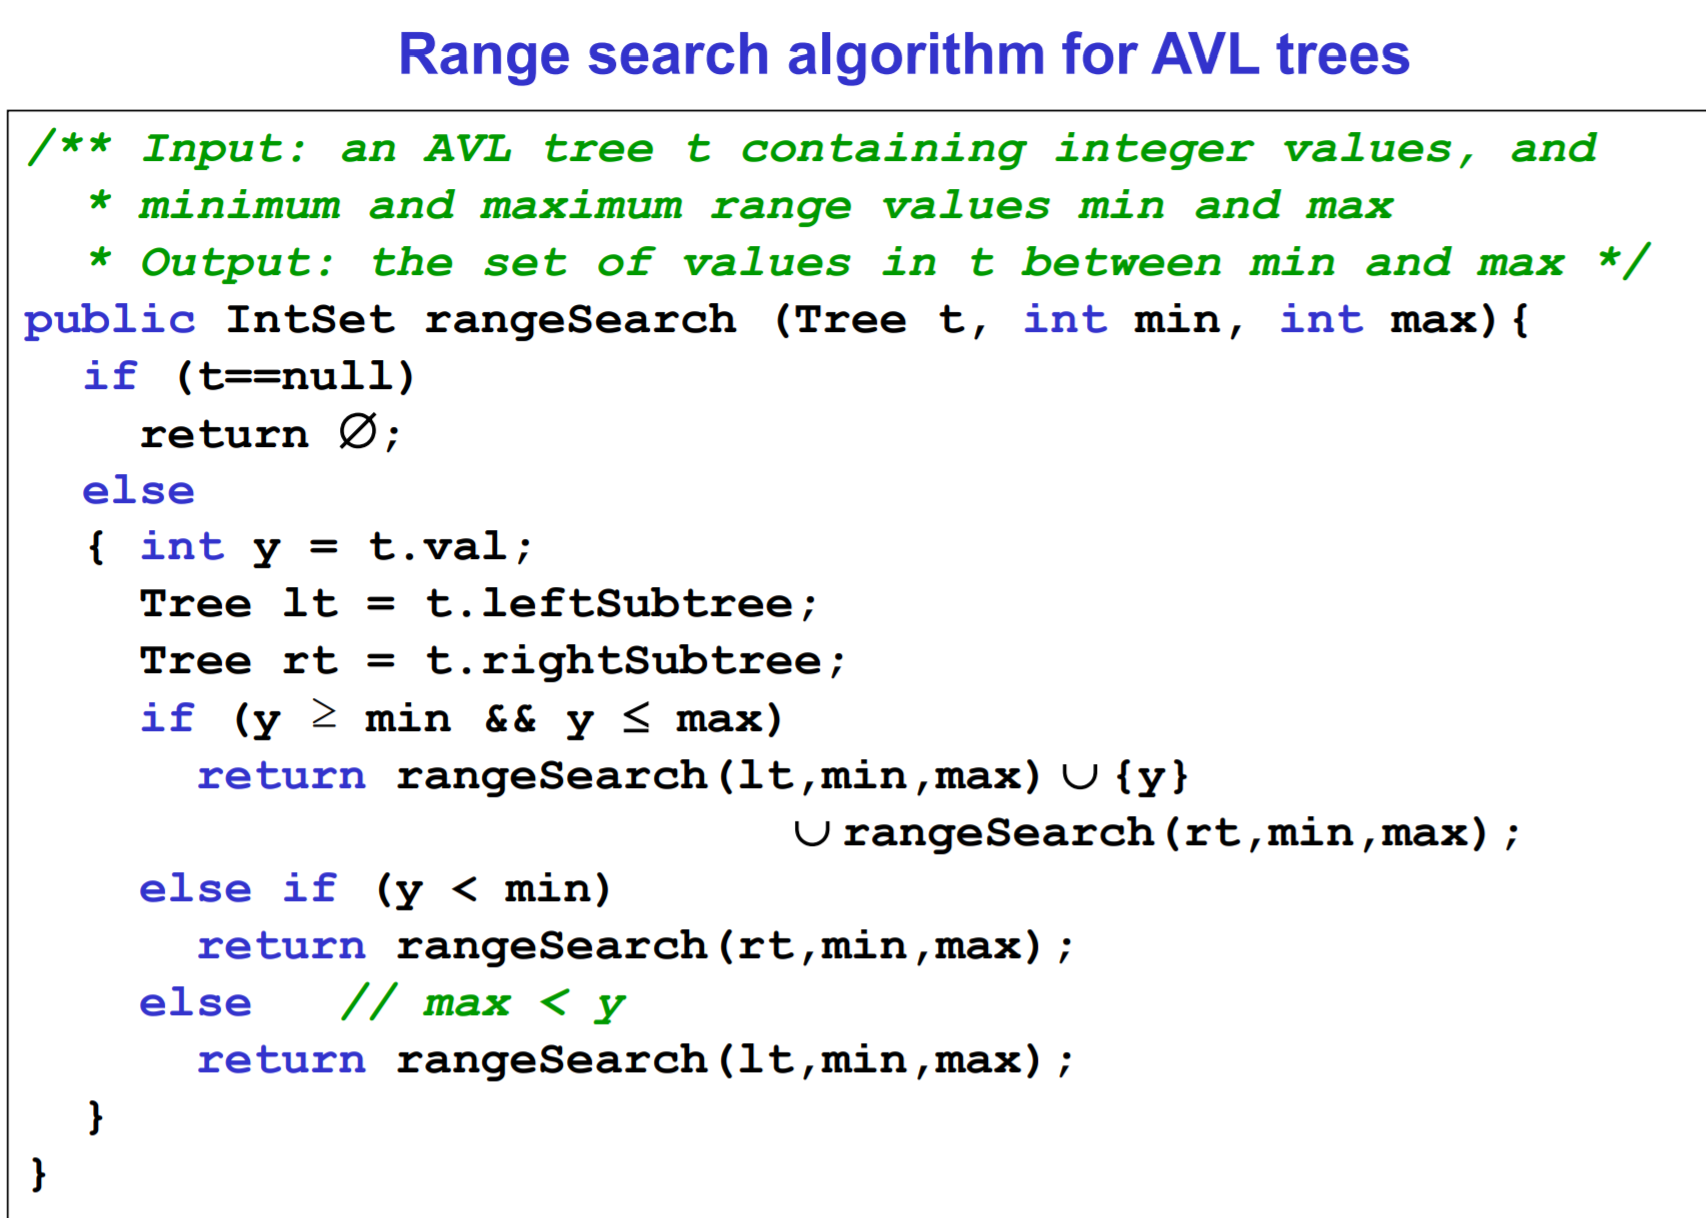 Range search algorithm for AVL trees
/** Input: an AVL tree t containing integer values, and
* minimum and maximum range values min and max
* Output: the set of values in t between min and max */
public IntSet rangeSearch (Tree t, int min, int max){
if (t==null)
return ∅;
else
{ int y = t.val;
Tree lt = t.leftSubtree;
Tree rt = t.rightSubtree;
if (y ≥ min && y ≤ max)
return rangeSearch(lt,min,max) ∪ {y}
∪ rangeSearch(rt,min,max);
else if (y < min)
return rangeSearch(rt,min,max);
else // max < y
return rangeSearch(lt,min,max);
}
}